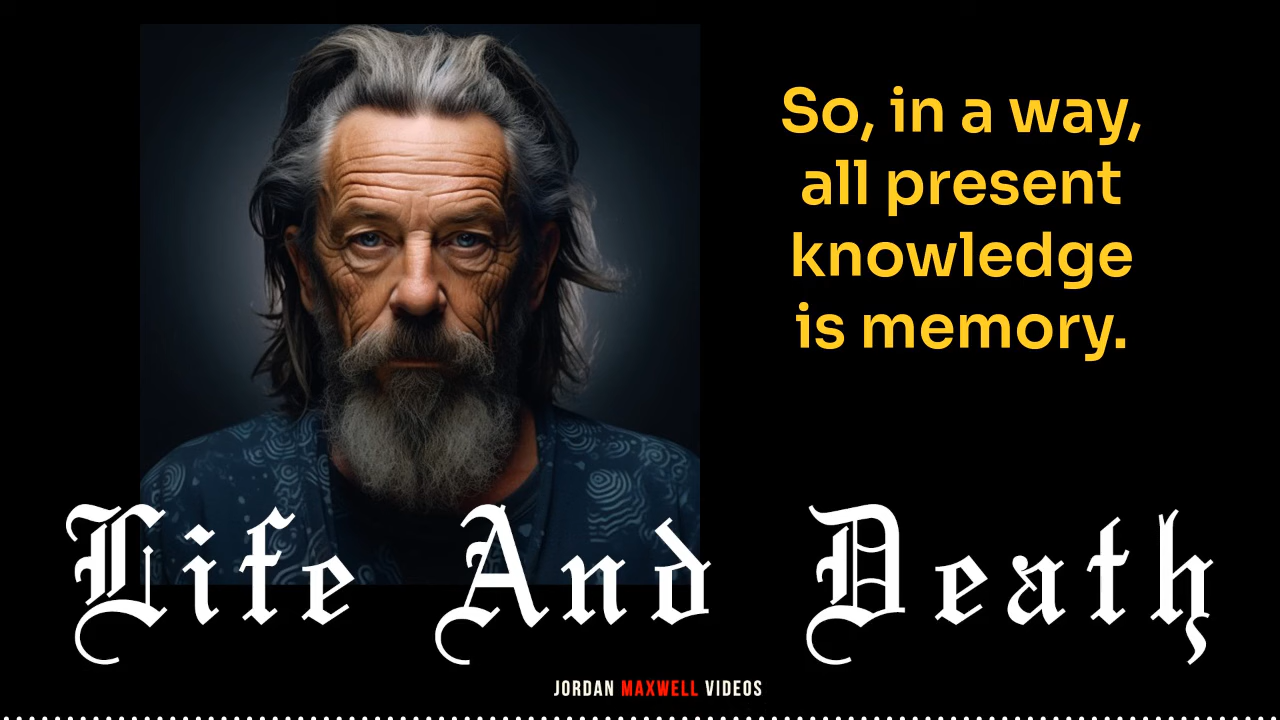 So, in a way,
all present
knowledge
is memory.
Life And Death
JORDAN MAXWELL VIDEOS